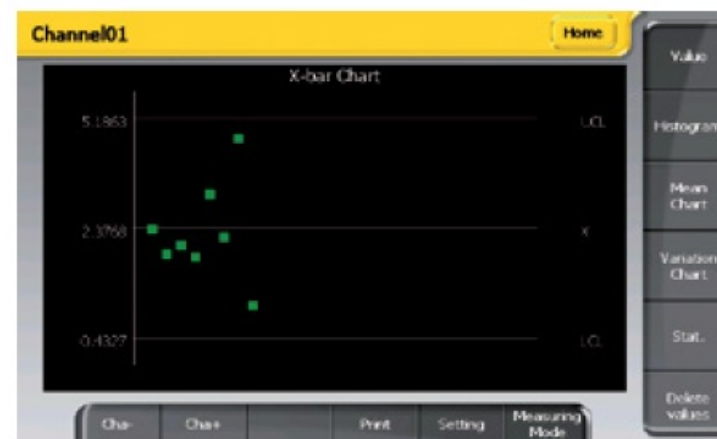 Channel01
Home
X-bar Chart
Value
5.1863
LCL
Histogram
Mean
Chart
2.3768
X
Variation
Chart
-0.4327
LCL
Stat.
Delete
values
Cha-
Cha+
Print
Setting
Measuring
Mode